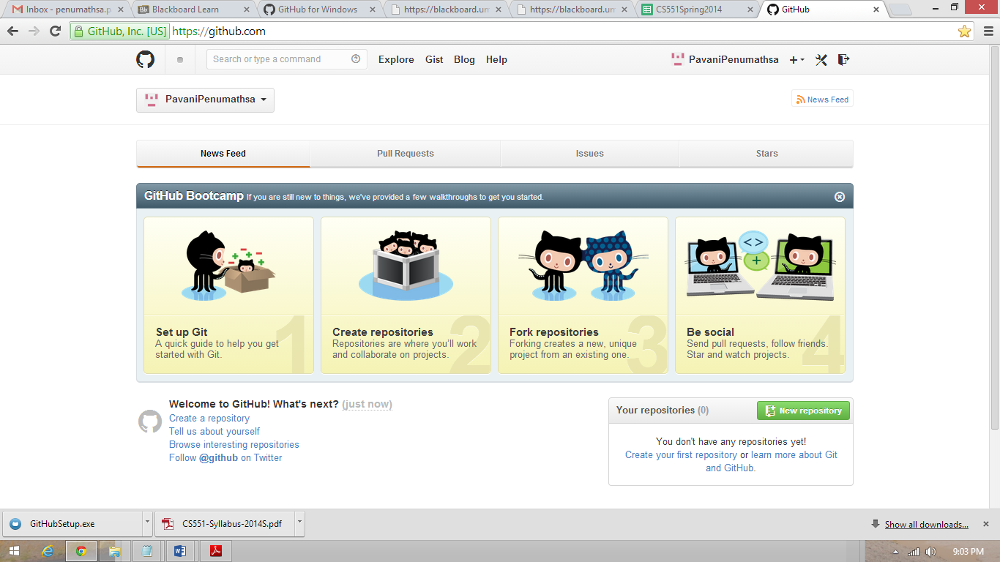 Inbox - penumathsa.p
Blackboard Learn
GitHub for Windows
https://blackboard.um
https://blackboard.um
CS551Spring2014
GitHub
GitHub, Inc. [US] https://github.com
Search or type a command
Explore Gist Blog Help
PavaniPenumathsa
PavaniPenumathsa
News Feed
News Feed Pull Requests Issues Stars
GitHub Bootcamp If you are still new to things, we've provided a few walkthroughs to get you started.
1
Set up Git
A quick guide to help you get
started with Git.
2
Create repositories
Repositories are where you'll work
and collaborate on projects.
3
Fork repositories
Forking creates a new, unique
project from an existing one.
4
Be social
Send pull requests, follow friends.
Star and watch projects.
Welcome to GitHub! What's next? (just now)
Create a repository
Tell us about yourself
Browse interesting repositories
Follow @github on Twitter
Your repositories (0)
New repository
You don't have any repositories yet!
Create your first repository or learn more about Git
and GitHub.
GitHubSetup.exe
CS551-Syllabus-2014S.pdf
Show all downloads...
9:03 PM